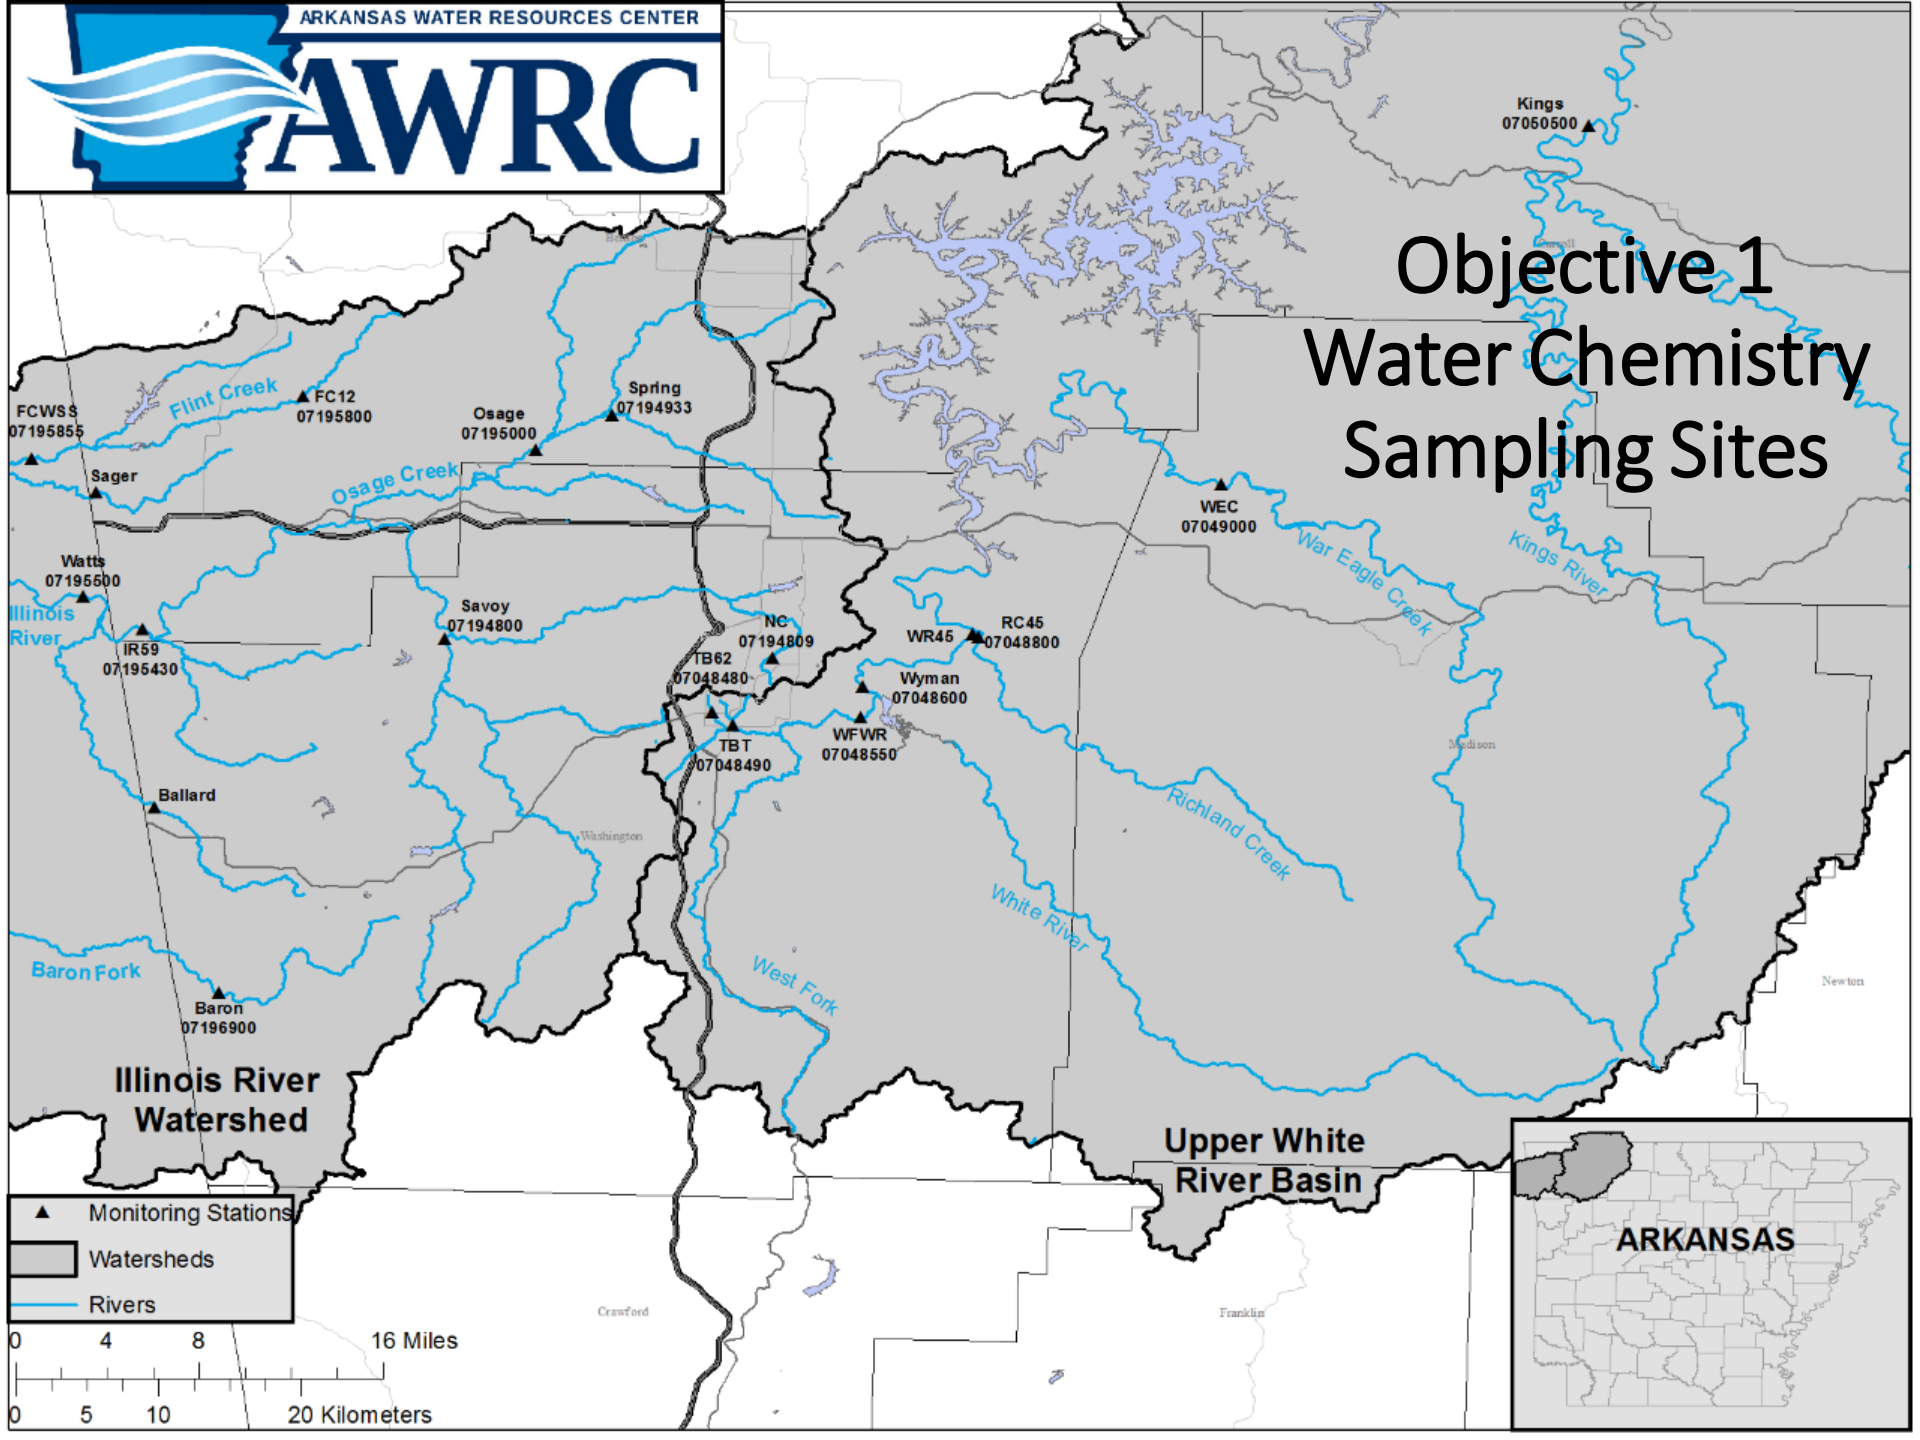 ARKANSAS WATER RESOURCES CENTER
AWRC
Objective 1
Water Chemistry
Sampling Sites
Kings
07050500
Carroll
Benton
Flint Creek
FC12
07195800
FCWSS
07195855
Sager
Osage
07195000
Spring
07194933
Osage Creek
WEC
07049000
War Eagle Creek
Kings River
Watts
07195500
Illinois
River
IR59
07195430
Savoy
07194800
NC
07194809
TB62
07048480
TBT
07048490
WR45
RC45
07048800
Wyman
07048600
WFWR
07048550
Madison
Ballard
Washington
Richland Creek
White River
West Fork
Baron Fork
Baron
07196900
Newton
Illinois River
Watershed
Upper White
River Basin
Monitoring Stations
Watersheds
Rivers
0 4 8 16 Miles
0 5 10 20 Kilometers
Crawford
Franklin
ARKANSAS